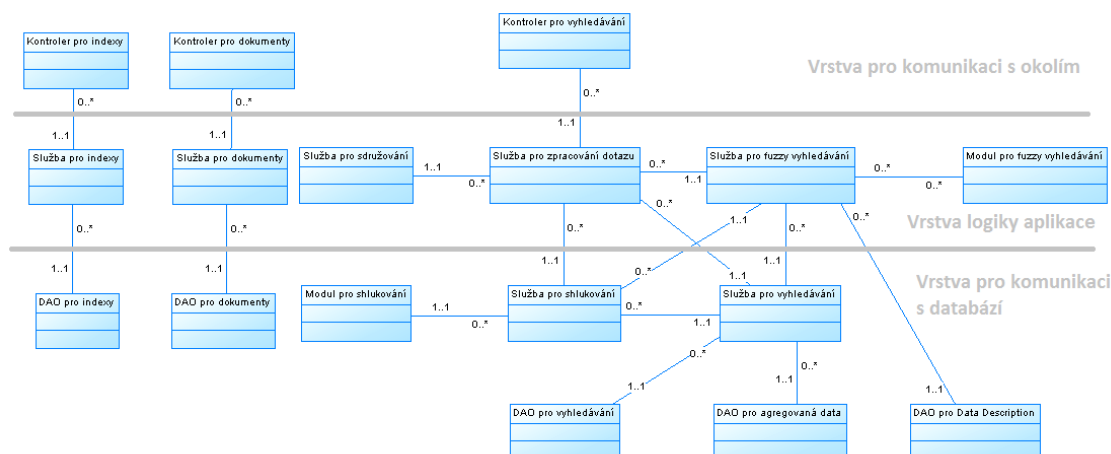 Kontroler pro vyhledávání
Kontroler pro indexy
Kontroler pro dokumenty
Vrstva pro komunikaci s okolím
0..*
0..*
0..*
1..1
1..1
1..1
Služba pro indexy
Služba pro dokumenty
Služba pro sdružování
Služba pro zpracování dotazu
Služba pro fuzzy vyhledávání
Modul pro fuzzy vyhledávání
1..1
0..*
0..*
1..1
0..*
0..*
Vrstva logiky aplikace
0..*
0..*
0..*
0..*
1..1
0..*
0..*
1..1
1..1
1..1
0..*
1..1
1..1
Vrstva pro komunikaci
s databází
DAO pro indexy
DAO pro dokumenty
Modul pro shlukování
Služba pro shlukování
Služba pro vyhledávání
1..1
0..*
0..*
1..1
0..*
0..*
1..1
1..1
1..1
DAO pro vyhledávání
DAO pro agregovaná data
DAO pro Data Description